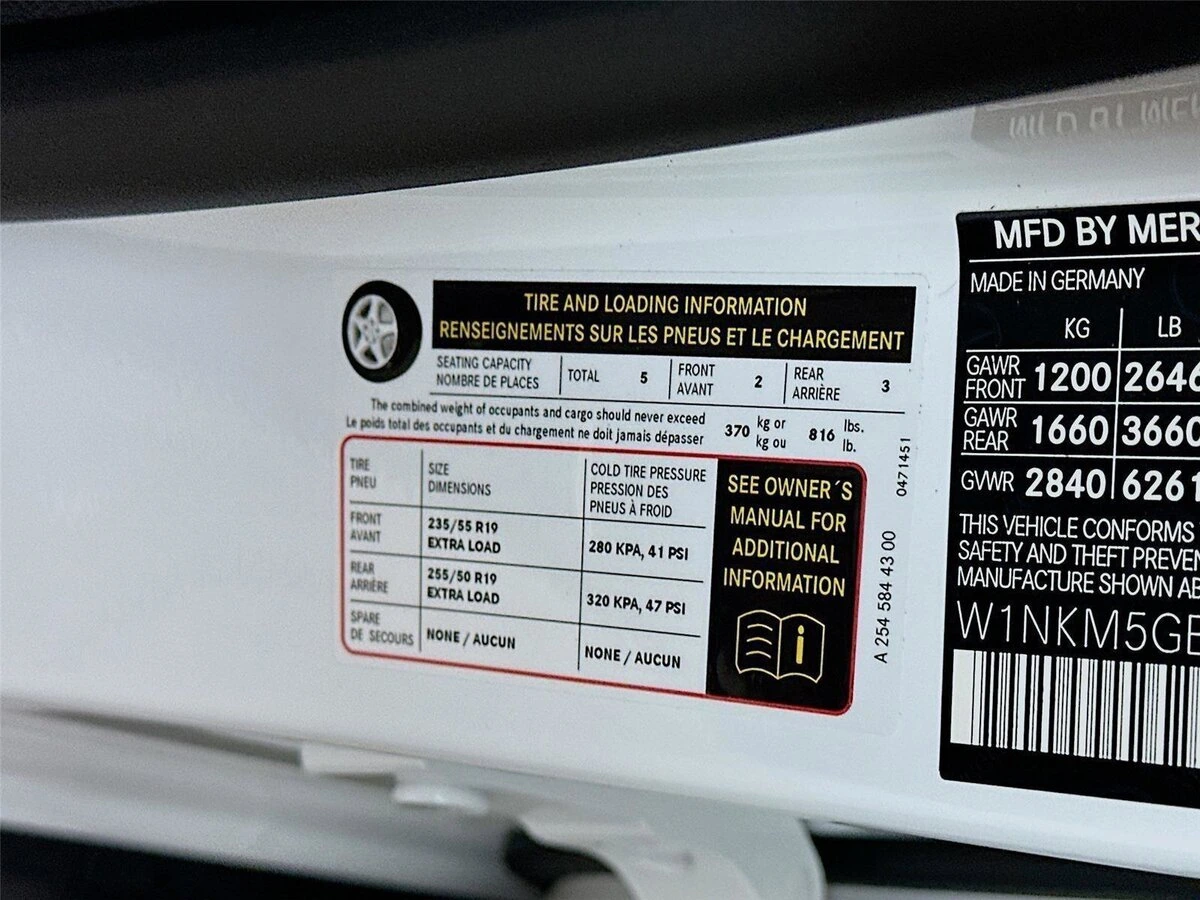 TIRE AND LOADING INFORMATION
RENSEIGNEMENTS SUR LES PNEUS ET LE CHARGEMENT
SEATING CAPACITY
NOMBRE DE PLACES
TOTAL 5
FRONT
AVANT
2
REAR
ARRIÈRE
3
The combined weight of occupants and cargo should never exceed
Le poids total des occupants et du chargement ne doit jamais dépasser
370 kg or
kg ou
816 lbs.
lb.
TIRE
PNEU
SIZE
DIMENSIONS
COLD TIRE PRESSURE
PRESSION DES
PNEUS À FROID
FRONT
AVANT
235/55 R19
EXTRA LOAD
280 KPA, 41 PSI
REAR
ARRIÈRE
255/50 R19
EXTRA LOAD
320 KPA, 47 PSI
SPARE
DE SECOURS
NONE / AUCUN
NONE / AUCUN
SEE OWNER´S
MANUAL FOR
ADDITIONAL
INFORMATION
i
A 254 584 43 00
0471451
MFD BY MER
MADE IN GERMANY
KG LB
GAWR
FRONT
1200 2646
GAWR
REAR
1660 3660
GVWR 2840 6261
THIS VEHICLE CONFORMS
SAFETY AND THEFT PREVEN
MANUFACTURE SHOWN AB
W1NKM5GE